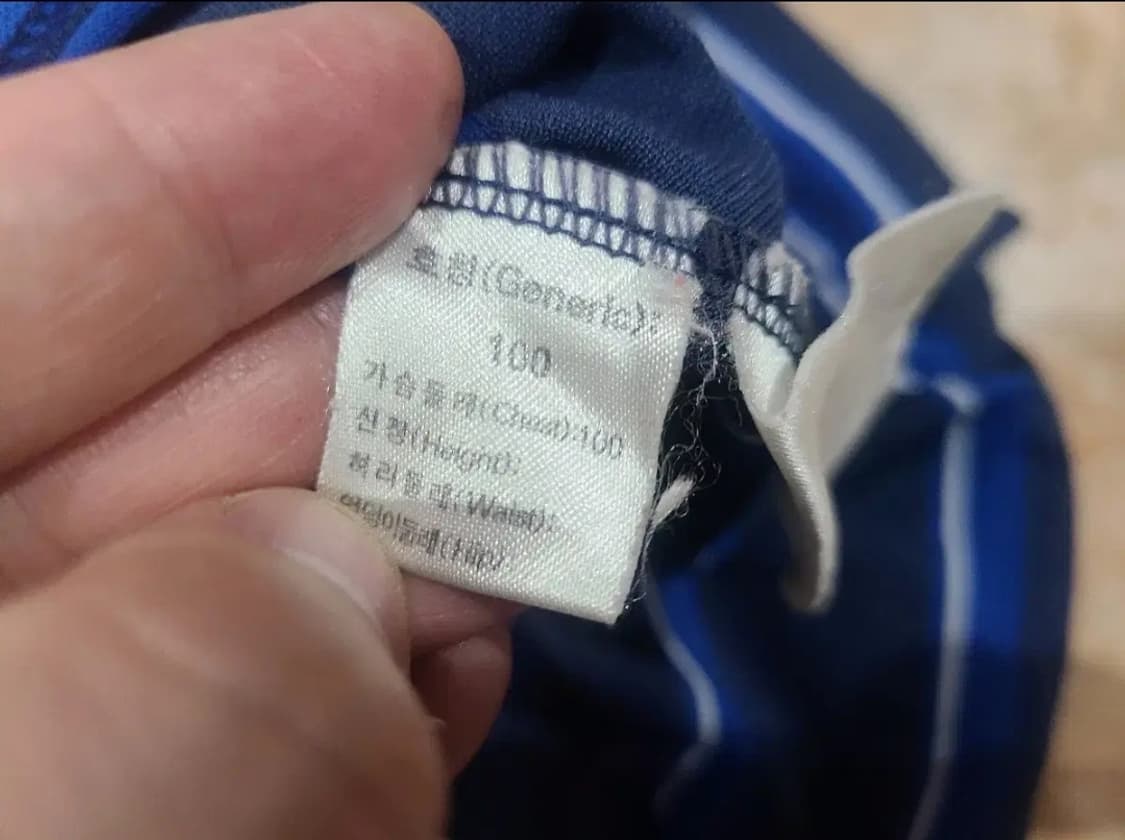 호칭(Generic):
100
가슴둘레(Chest):100
신장(Height):
허리둘레(Waist):
엉덩이둘레(hip)